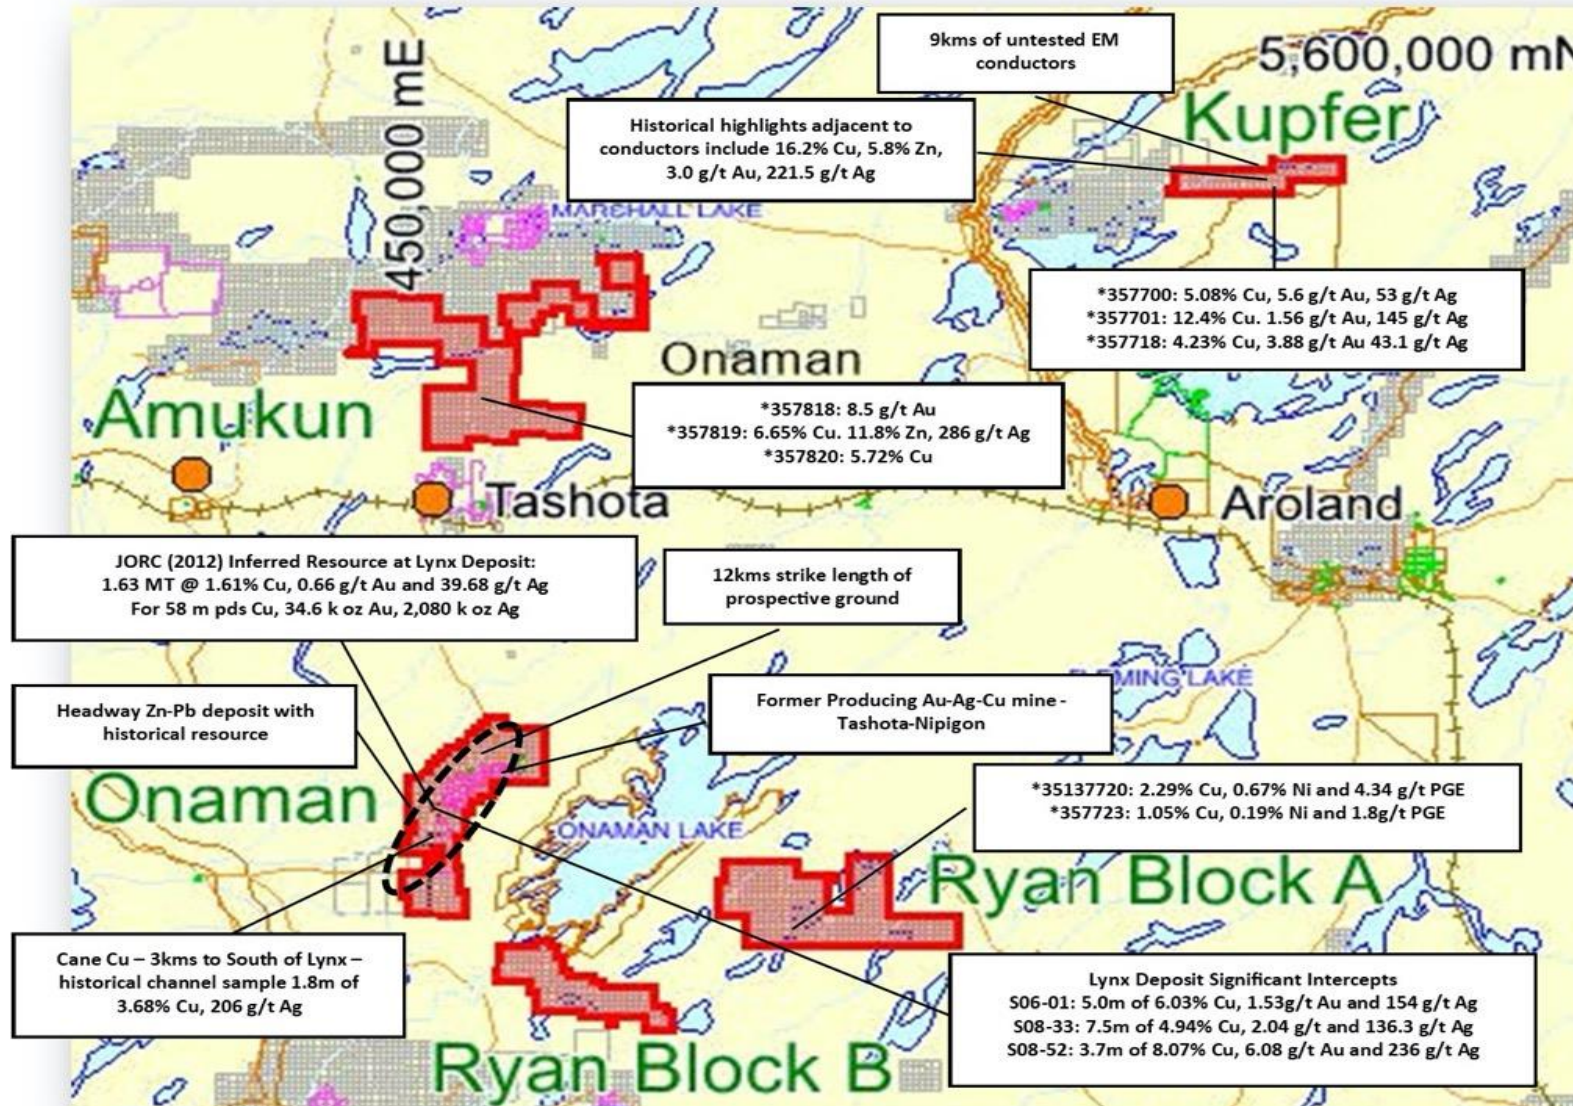 9kms of untested EM
conductors
5,600,000 mN
Kupfer
Historical highlights adjacent to
conductors include 16.2% Cu, 5.8% Zn,
3.0 g/t Au, 221.5 g/t Ag
450,000 mE
MARSHALL LAKE
*357700: 5.08% Cu, 5.6 g/t Au, 53 g/t Ag
*357701: 12.4% Cu. 1.56 g/t Au, 145 g/t Ag
*357718: 4.23% Cu, 3.88 g/t Au 43.1 g/t Ag
Onaman
Amukun
*357818: 8.5 g/t Au
*357819: 6.65% Cu. 11.8% Zn, 286 g/t Ag
*357820: 5.72% Cu
Tashota
Aroland
JORC (2012) Inferred Resource at Lynx Deposit:
1.63 MT @ 1.61% Cu, 0.66 g/t Au and 39.68 g/t Ag
For 58 m pds Cu, 34.6 k oz Au, 2,080 k oz Ag
12kms strike length of
prospective ground
FLEMING LAKE
Headway Zn-Pb deposit with
historical resource
Former Producing Au-Ag-Cu mine -
Tashota-Nipigon
Onaman
*35137720: 2.29% Cu, 0.67% Ni and 4.34 g/t PGE
*357723: 1.05% Cu, 0.19% Ni and 1.8g/t PGE
ONAMAN LAKE
Ryan Block A
Cane Cu – 3kms to South of Lynx –
historical channel sample 1.8m of
3.68% Cu, 206 g/t Ag
Lynx Deposit Significant Intercepts
S06-01: 5.0m of 6.03% Cu, 1.53g/t Au and 154 g/t Ag
S08-33: 7.5m of 4.94% Cu, 2.04 g/t and 136.3 g/t Ag
S08-52: 3.7m of 8.07% Cu, 6.08 g/t Au and 236 g/t Ag
Ryan Block B